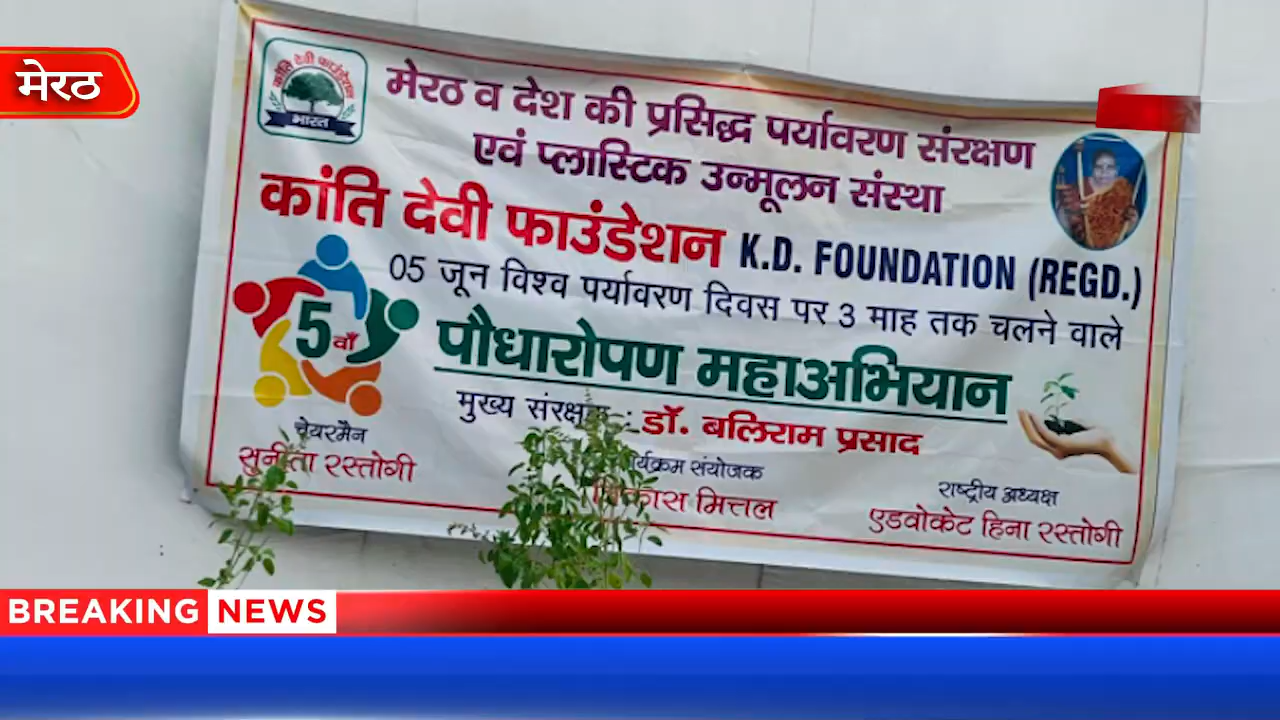 मेरठ
कांति देवी फाउंडेशन
भारत
मेरठ व देश की प्रसिद्ध पर्यावरण संरक्षण
एवं प्लास्टिक उन्मूलन संस्था
कांति देवी फाउंडेशन K.D. FOUNDATION (REGD.)
05 जून विश्व पर्यावरण दिवस पर 3 माह तक चलने वाले
5वाँ
पौधारोपण महाअभियान
मुख्य संरक्षक : डॉ. बलिराम प्रसाद
चेयरमैन
सुनीता रस्तोगी
कार्यक्रम संयोजक
विकास मित्तल
राष्ट्रीय अध्यक्ष
एडवोकेट हिना रस्तोगी
BREAKING NEWS